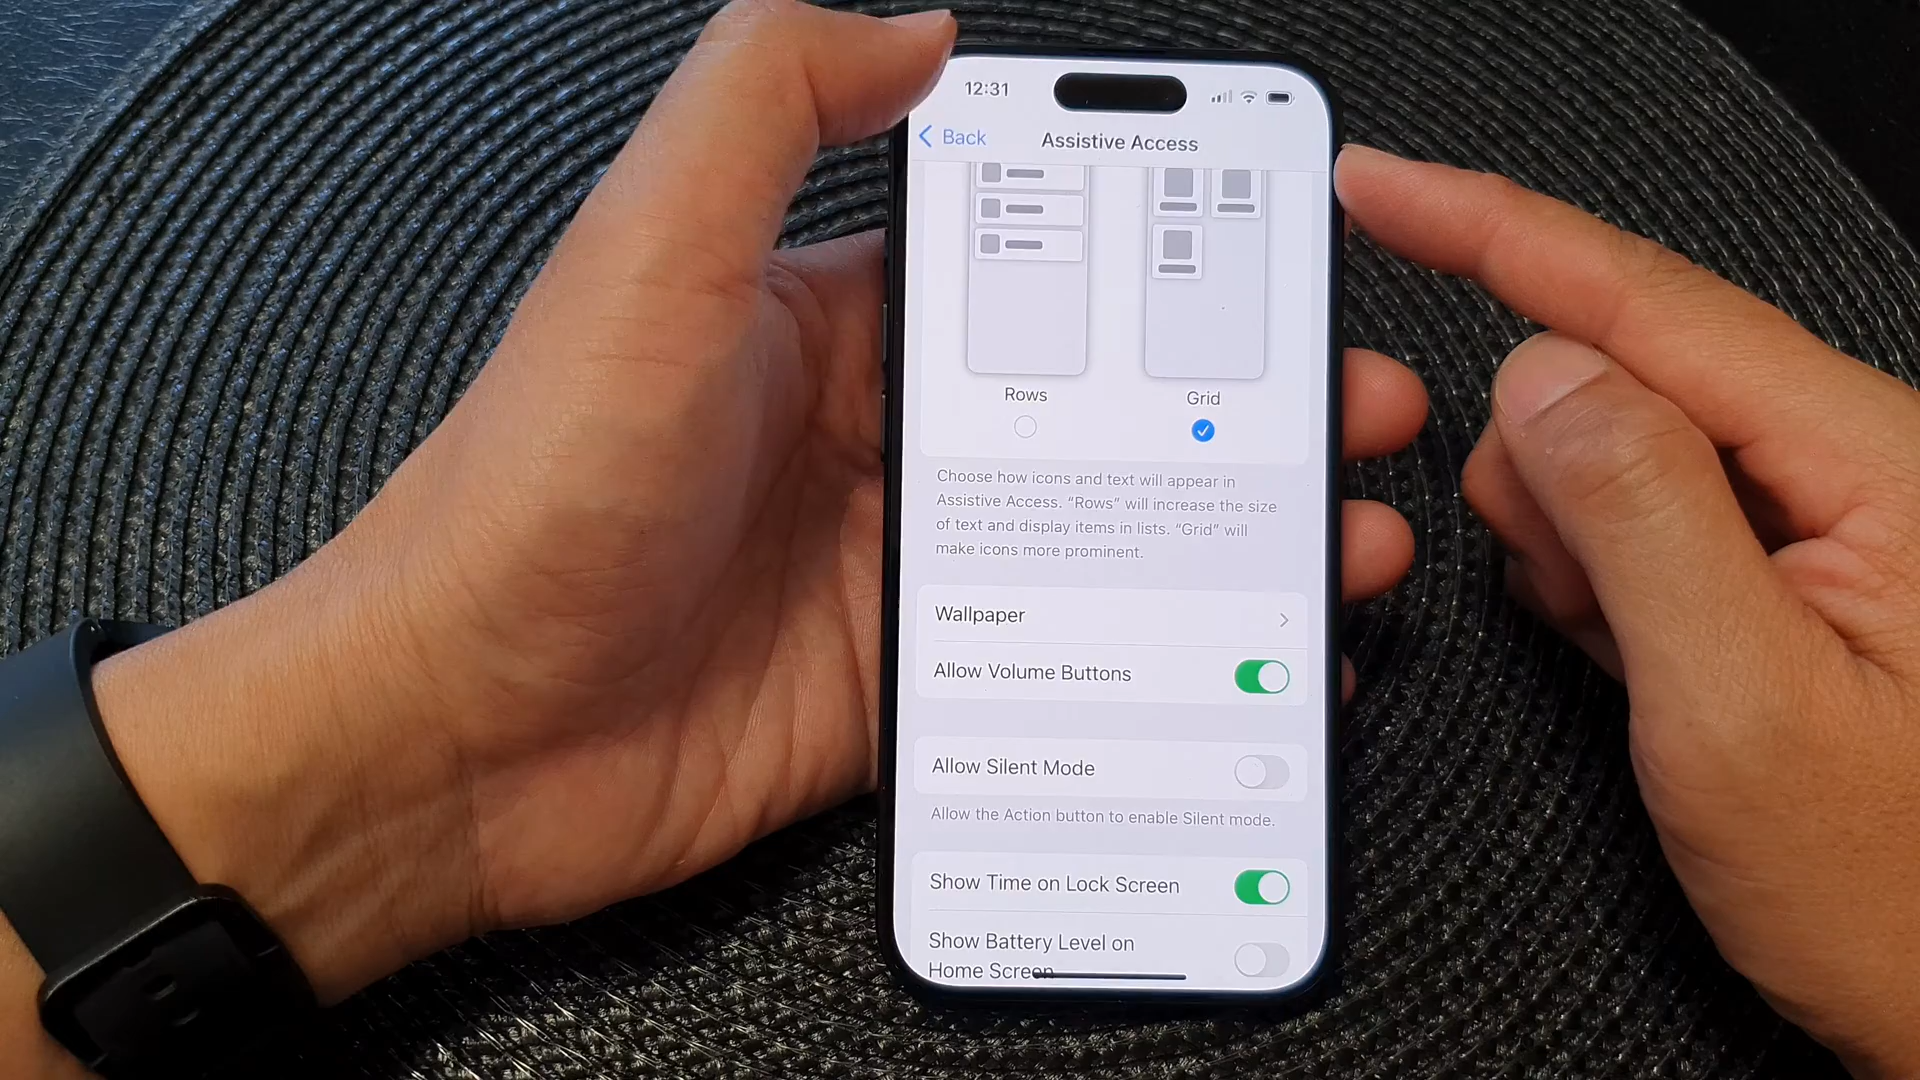 12:31
Back
Assistive Access
Rows
Grid
Choose how icons and text will appear in
Assistive Access. “Rows” will increase the size
of text and display items in lists. “Grid” will
make icons more prominent.
Wallpaper
Allow Volume Buttons
Allow Silent Mode
Allow the Action button to enable Silent mode.
Show Time on Lock Screen
Show Battery Level on
Home Screen